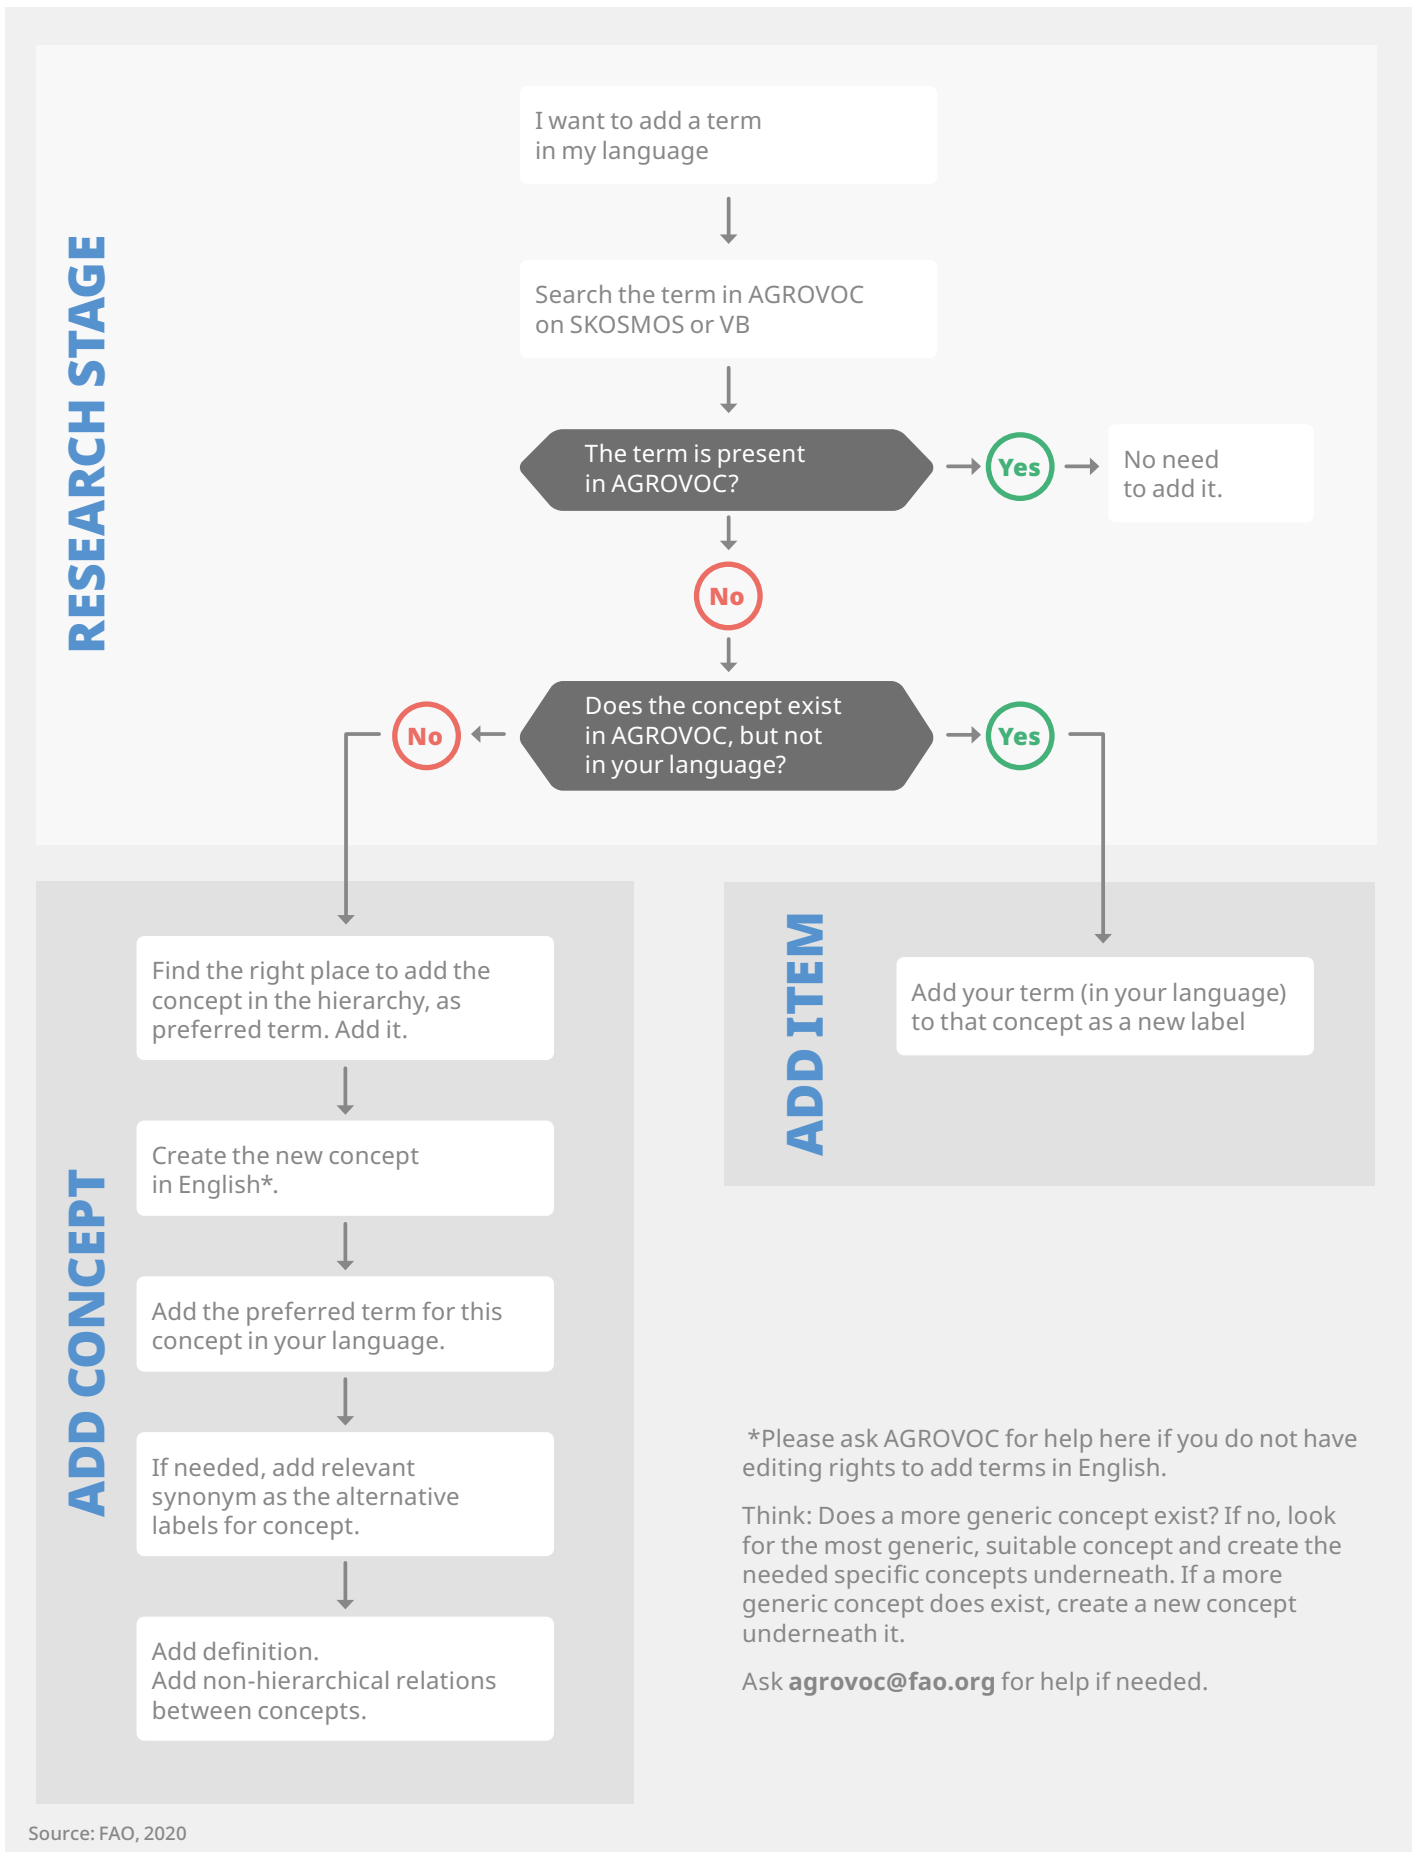 RESEARCH STAGE
I want to add a term
in my language
Search the term in AGROVOC
on SKOSMOS or VB
The term is present
in AGROVOC?
Yes
No need
to add it.
No
Does the concept exist
in AGROVOC, but not
in your language?
No
Yes
ADD CONCEPT
Find the right place to add the
concept in the hierarchy, as
preferred term. Add it.
Create the new concept
in English*.
Add the preferred term for this
concept in your language.
If needed, add relevant
synonym as the alternative
labels for concept.
Add definition.
Add non-hierarchical relations
between concepts.
ADD ITEM
Add your term (in your language)
to that concept as a new label
*Please ask AGROVOC for help here if you do not have
editing rights to add terms in English.
Think: Does a more generic concept exist? If no, look
for the most generic, suitable concept and create the
needed specific concepts underneath. If a more
generic concept does exist, create a new concept
underneath it.
Ask agrovoc@fao.org for help if needed.
Source: FAO, 2020